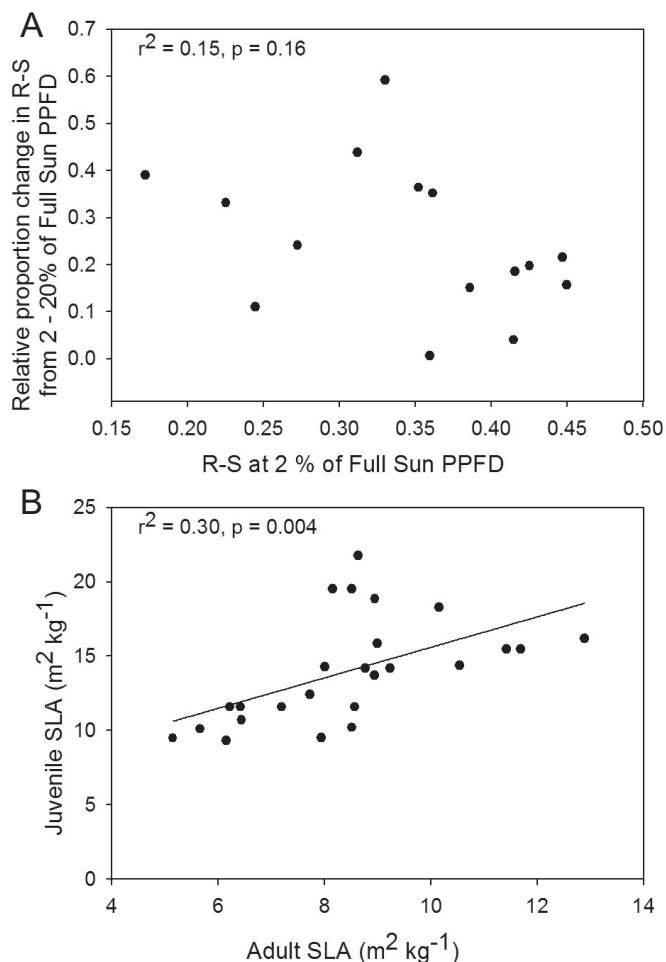 A
r² = 0.15, p = 0.16
Relative proportion change in R-S
from 2 - 20% of Full Sun PPFD
0.7
0.6
0.5
0.4
0.3
0.2
0.1
0.0
0.15 0.20 0.25 0.30 0.35 0.40 0.45 0.50
R-S at 2 % of Full Sun PPFD
B
r² = 0.30, p = 0.004
Juvenile SLA (m² kg⁻¹)
25
20
15
10
5
0
4 6 8 10 12 14
Adult SLA (m² kg⁻¹)